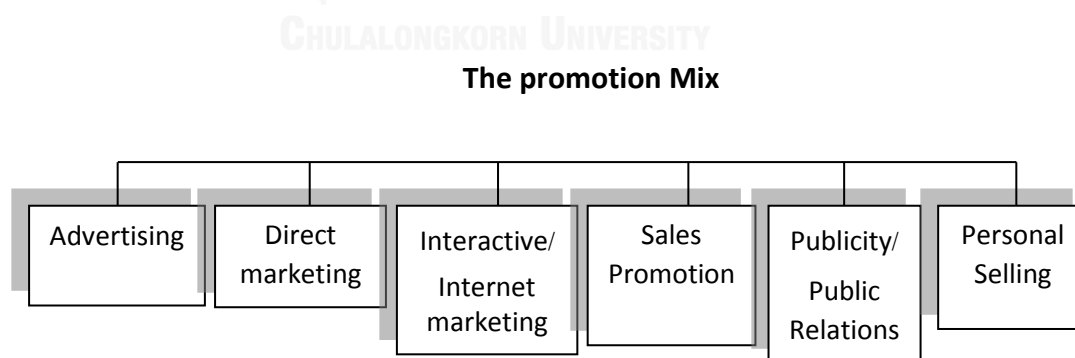 CHULALONGKORN UNIVERSITY
The promotion Mix
Advertising
Direct
marketing
Interactive/
Internet
marketing
Sales
Promotion
Publicity/
Public
Relations
Personal
Selling